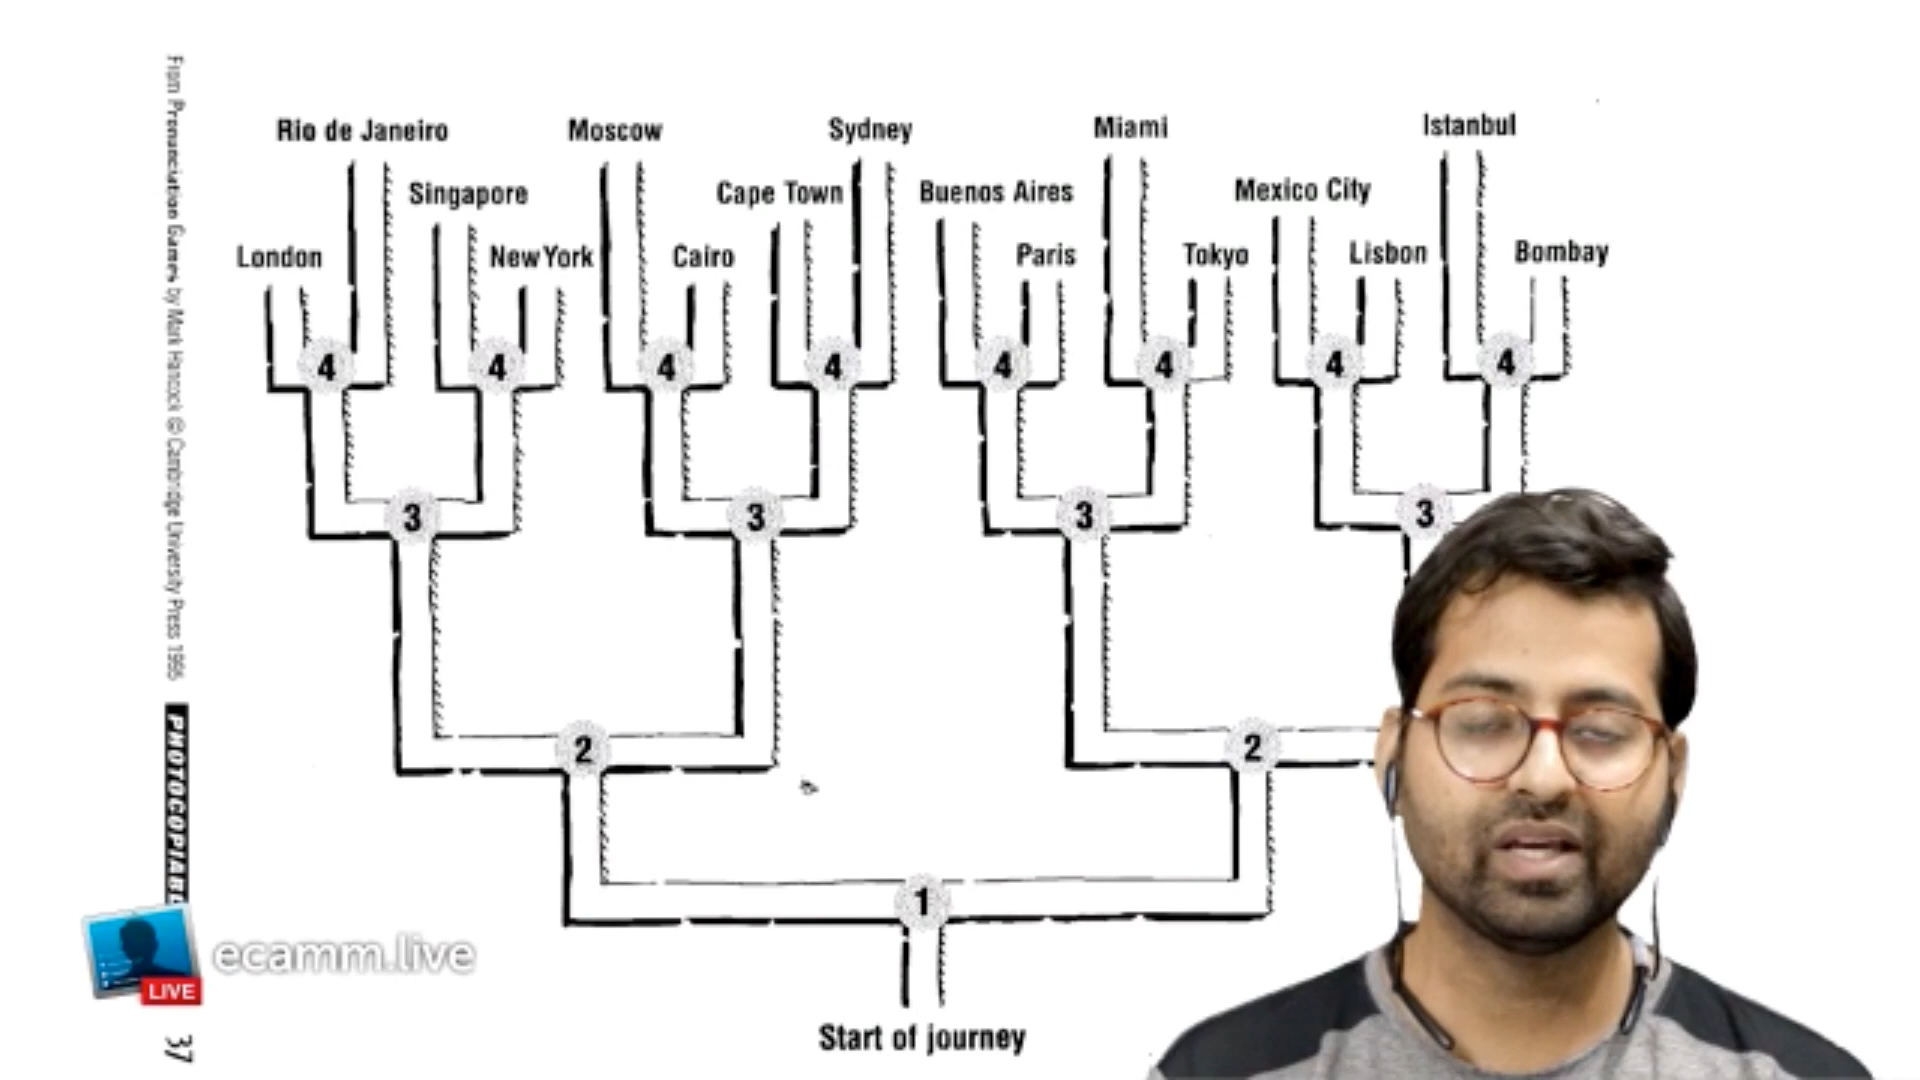 Rio de Janeiro
Moscow
Sydney
Miami
Istanbul
Singapore
Cape Town
Buenos Aires
Mexico City
London
New York
Cairo
Paris
Tokyo
Lisbon
Bombay
4 4 4 4 4 4 4 4
3 3 3 3
2 2
1
Start of journey
From Pronunciation Games by Mark Hancock © Cambridge University Press 1995
ecamm.live
LIVE
37